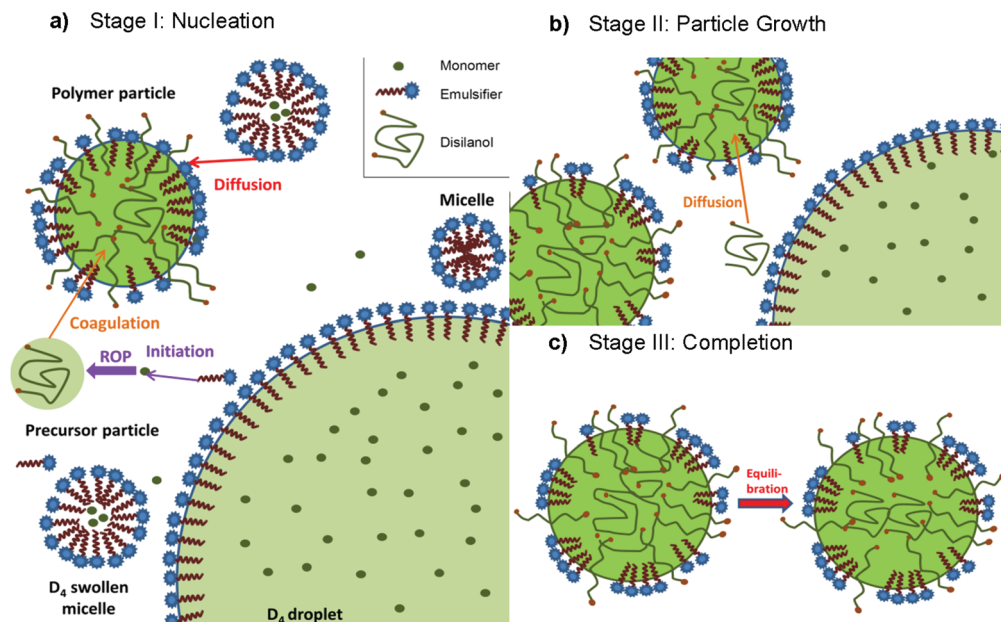 a) Stage I: Nucleation
Polymer particle
Diffusion
Monomer
Emulsifier
Disilanol
Micelle
Coagulation
ROP
Initiation
Precursor particle
D₄ swollen
micelle
D₄ droplet
b) Stage II: Particle Growth
Diffusion
c) Stage III: Completion
Equili-
bration